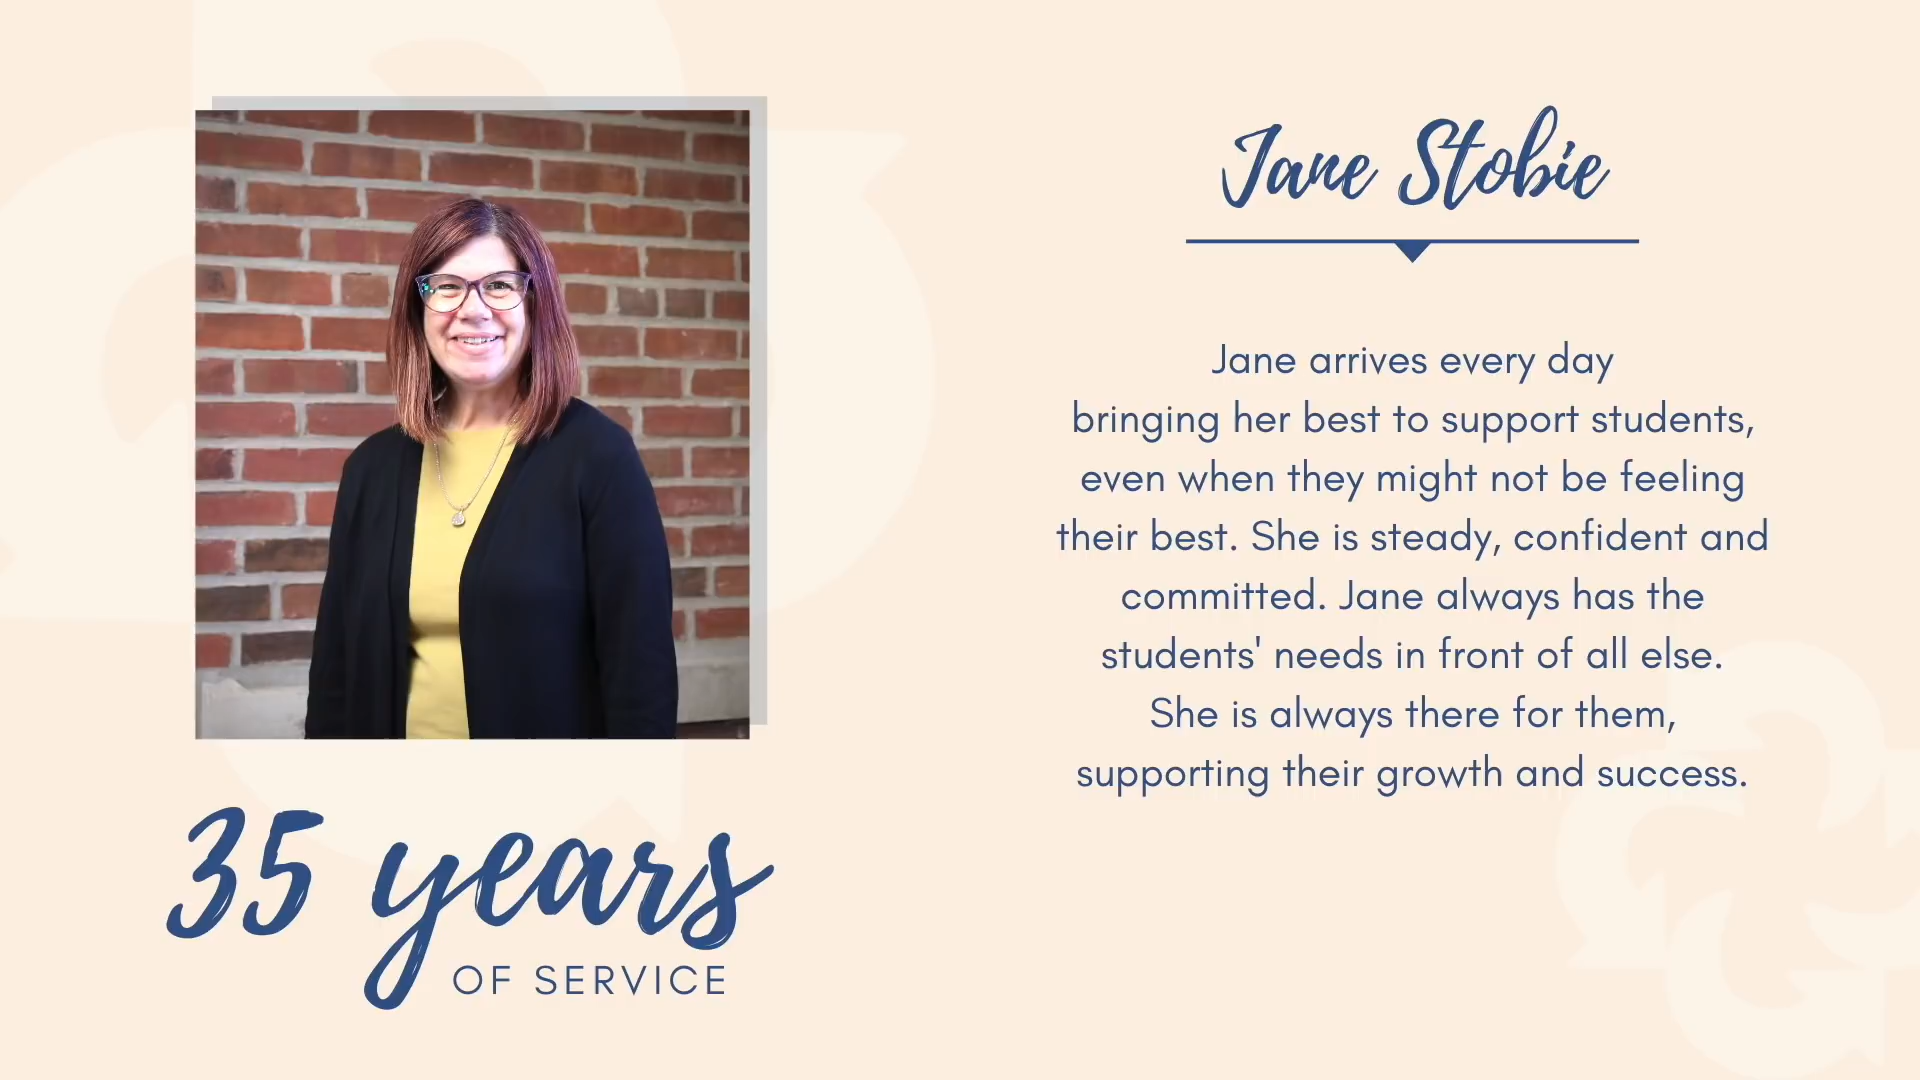 Jane Stobie
Jane arrives every day
bringing her best to support students,
even when they might not be feeling
their best. She is steady, confident and
committed. Jane always has the
students' needs in front of all else.
She is always there for them,
supporting their growth and success.
35 years
OF SERVICE